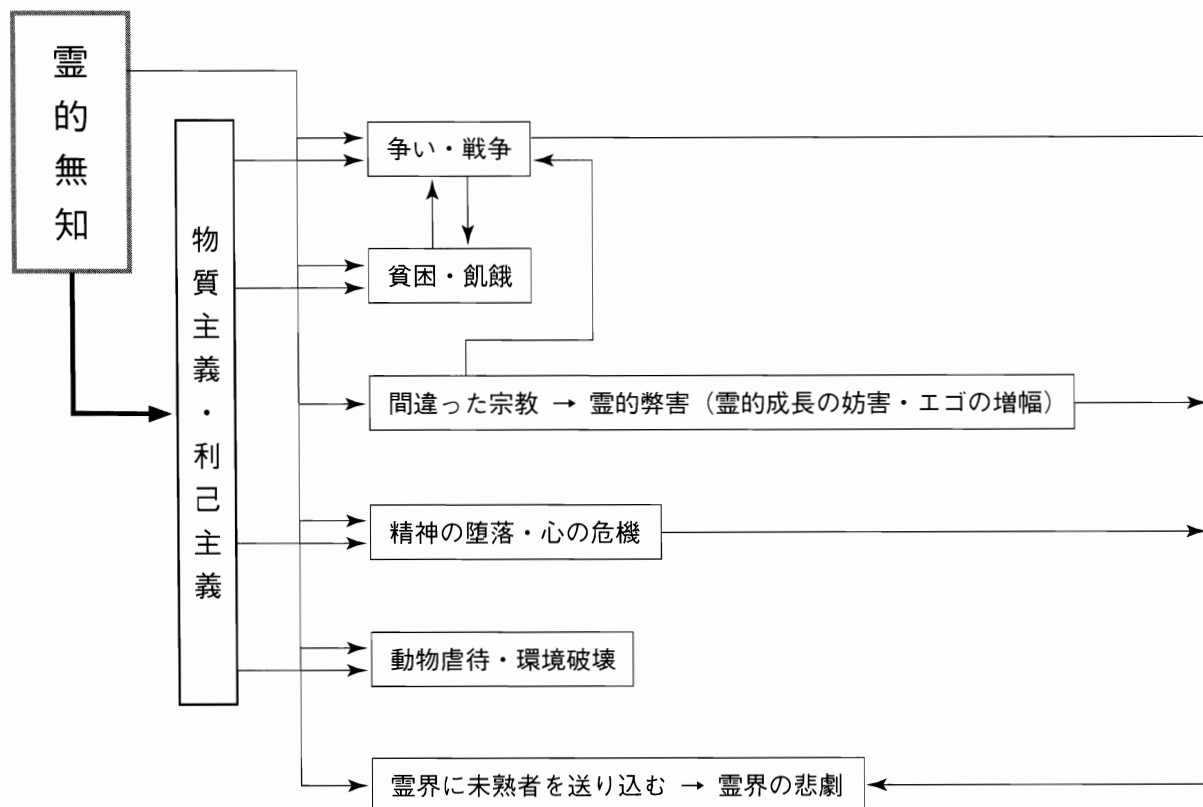 霊的無知
物質主義・利己主義
争い・戦争
貧困・飢餓
間違った宗教 → 霊的弊害（霊的成長の妨害・エゴの増幅）
精神の堕落・心の危機
動物虐待・環境破壊
霊界に未熟者を送り込む → 霊界の悲劇